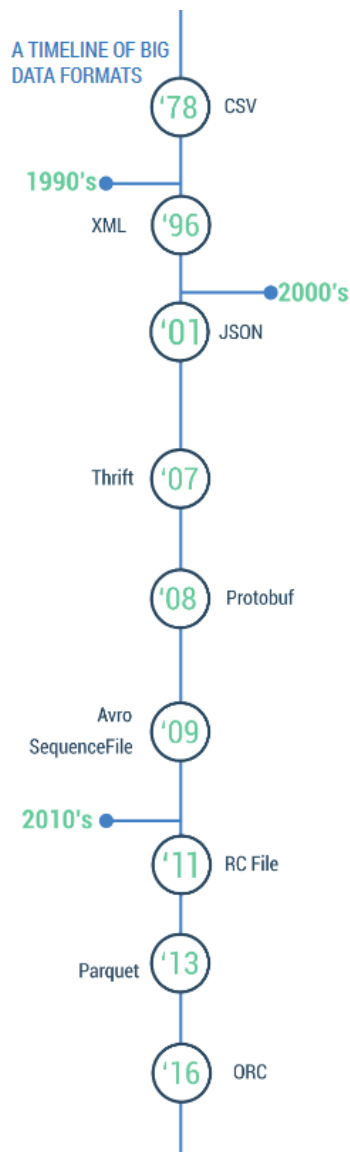 A TIMELINE OF BIG
DATA FORMATS
‘78 CSV
1990's
XML ‘96
2000's
‘01 JSON
Thrift ‘07
‘08 Protobuf
Avro
SequenceFile ‘09
2010's
‘11 RC File
Parquet ‘13
‘16 ORC